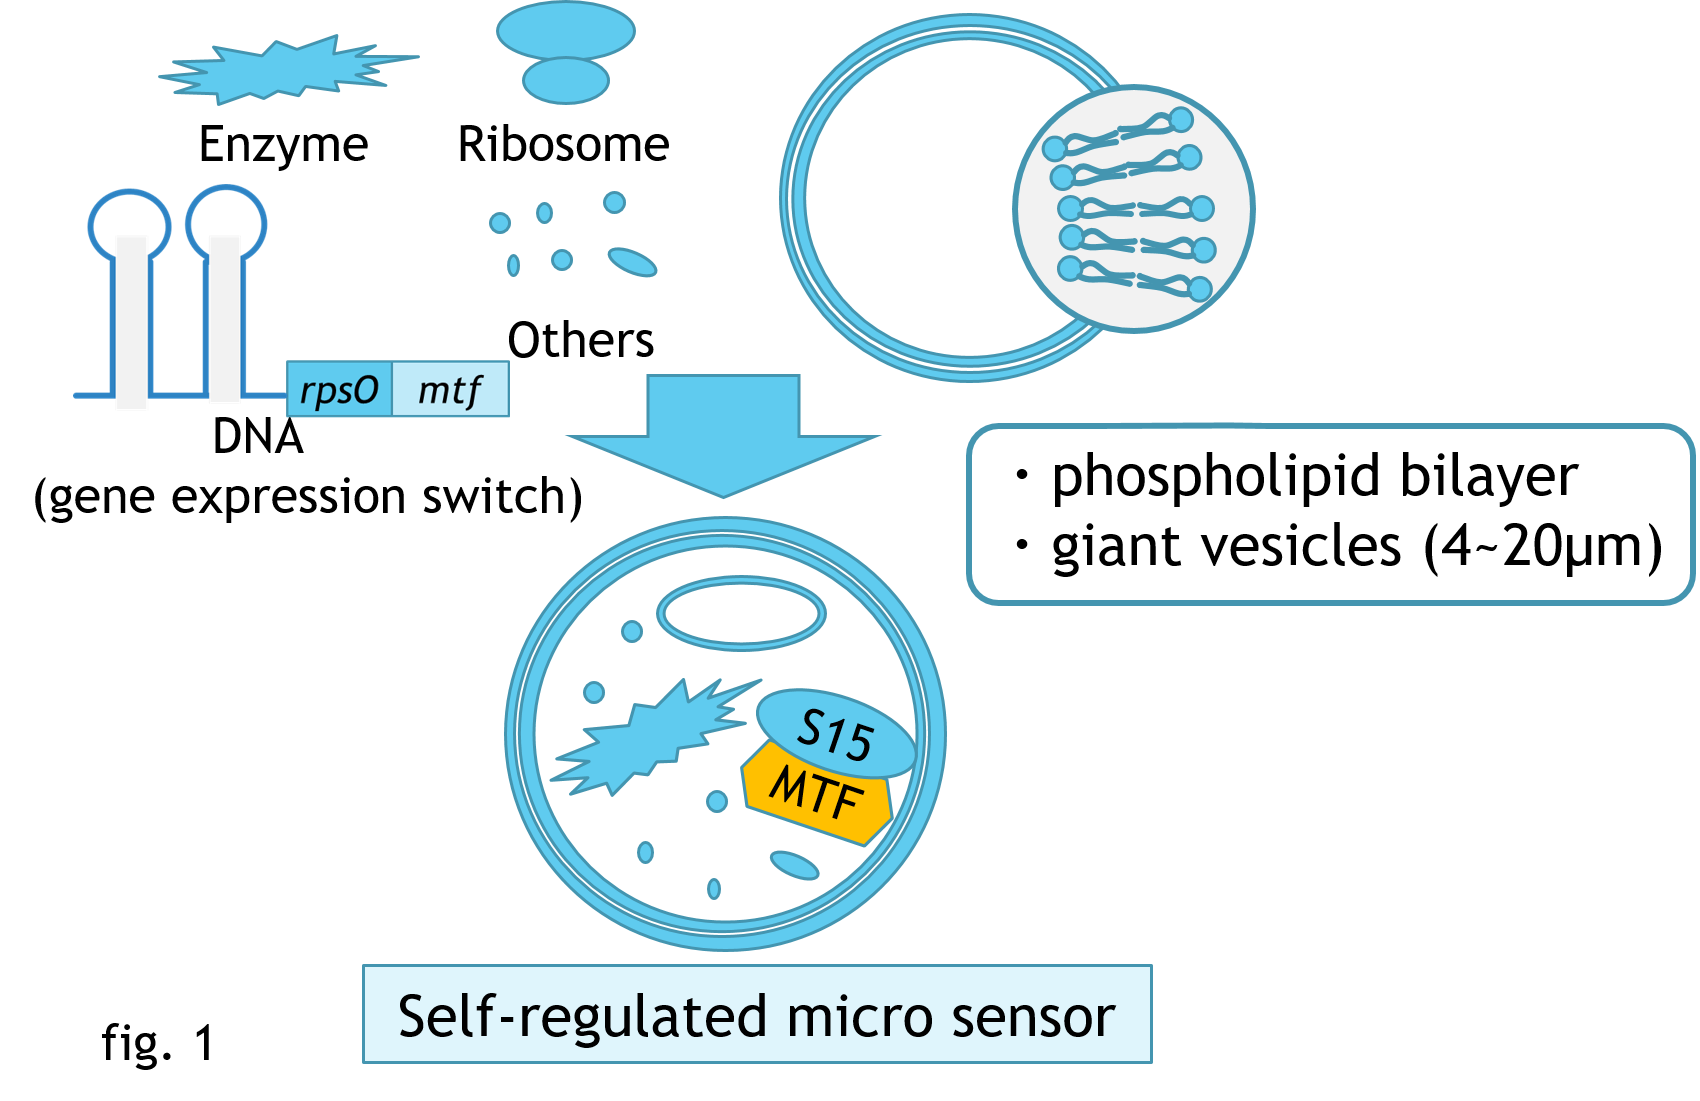 Enzyme
Ribosome
Others
rpsO mtf
DNA
(gene expression switch)
・phospholipid bilayer
・giant vesicles (4~20μm)
S15
MTF
Self-regulated micro sensor
fig. 1